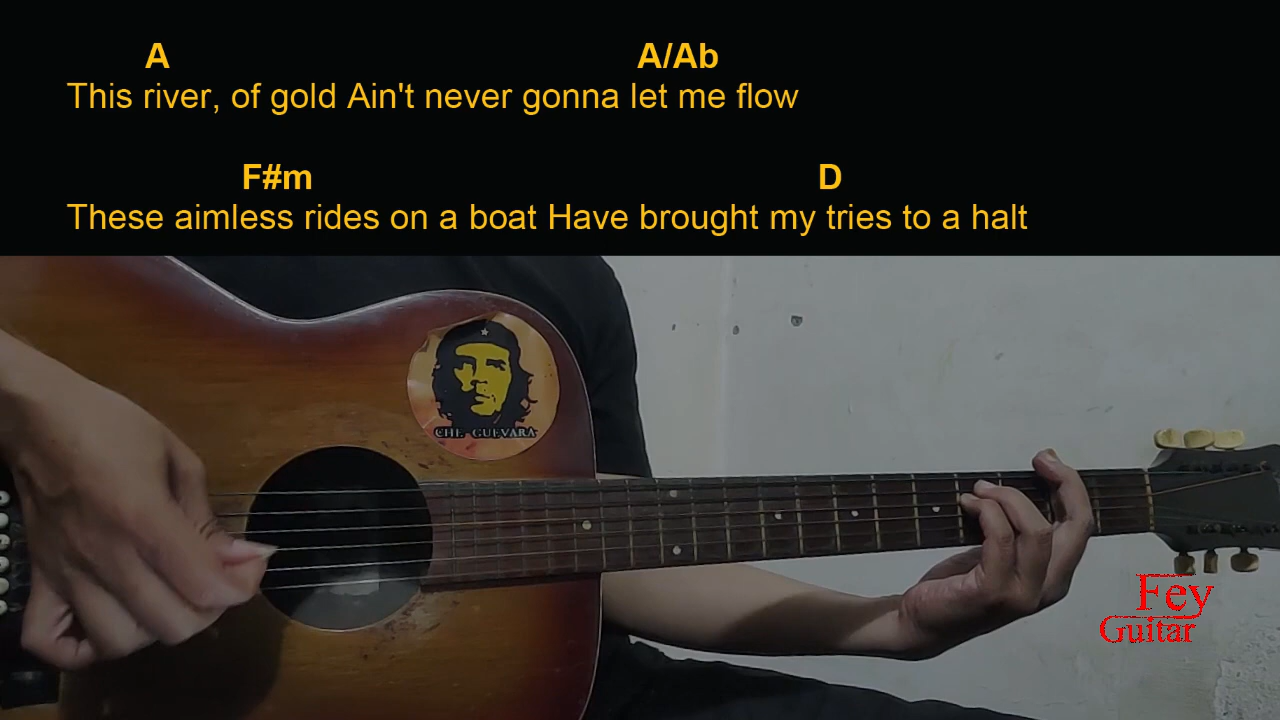 A A/Ab
This river, of gold Ain't never gonna let me flow
F#m D
These aimless rides on a boat Have brought my tries to a halt
CHE GUEVARA
Fey
Guitar